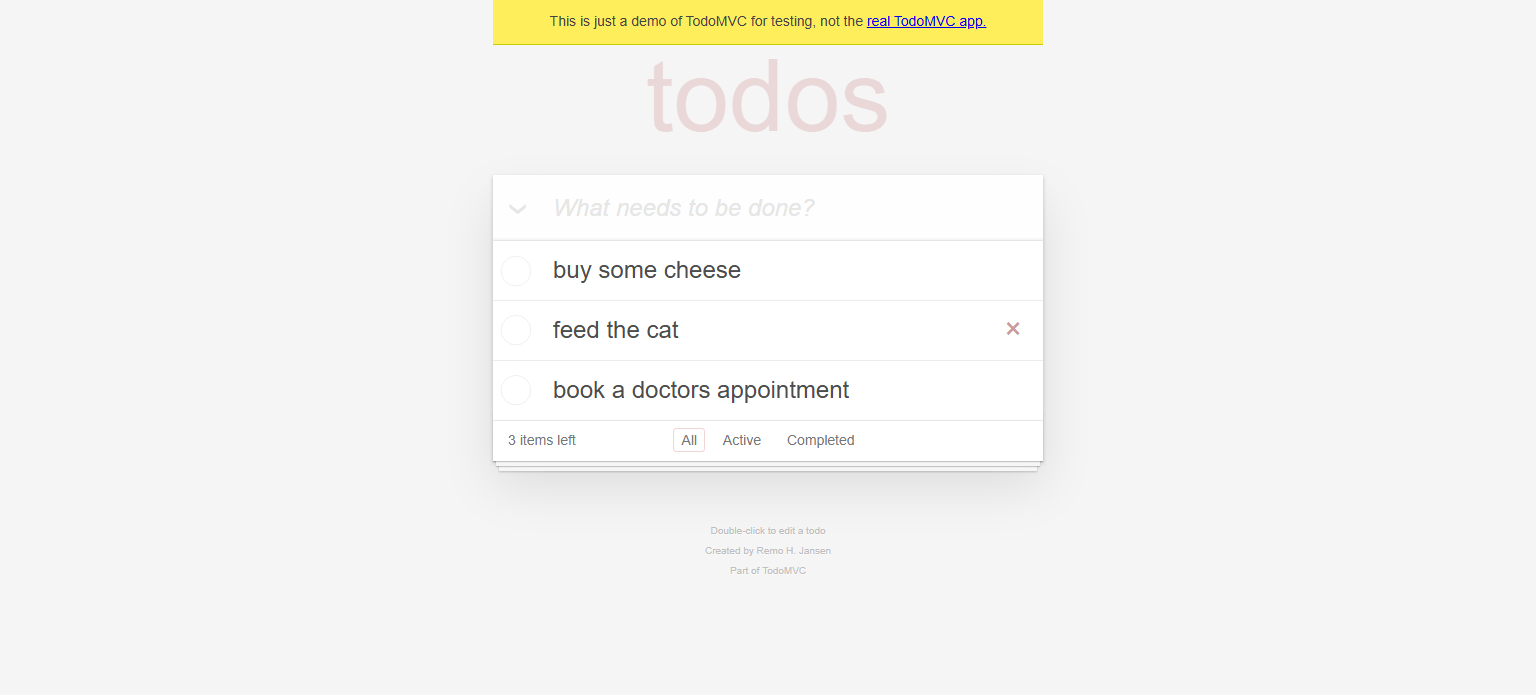 This is just a demo of TodoMVC for testing, not the real TodoMVC app.
todos
What needs to be done?
buy some cheese
feed the cat
book a doctors appointment
3 items left All Active Completed
Double-click to edit a todo
Created by Remo H. Jansen
Part of TodoMVC